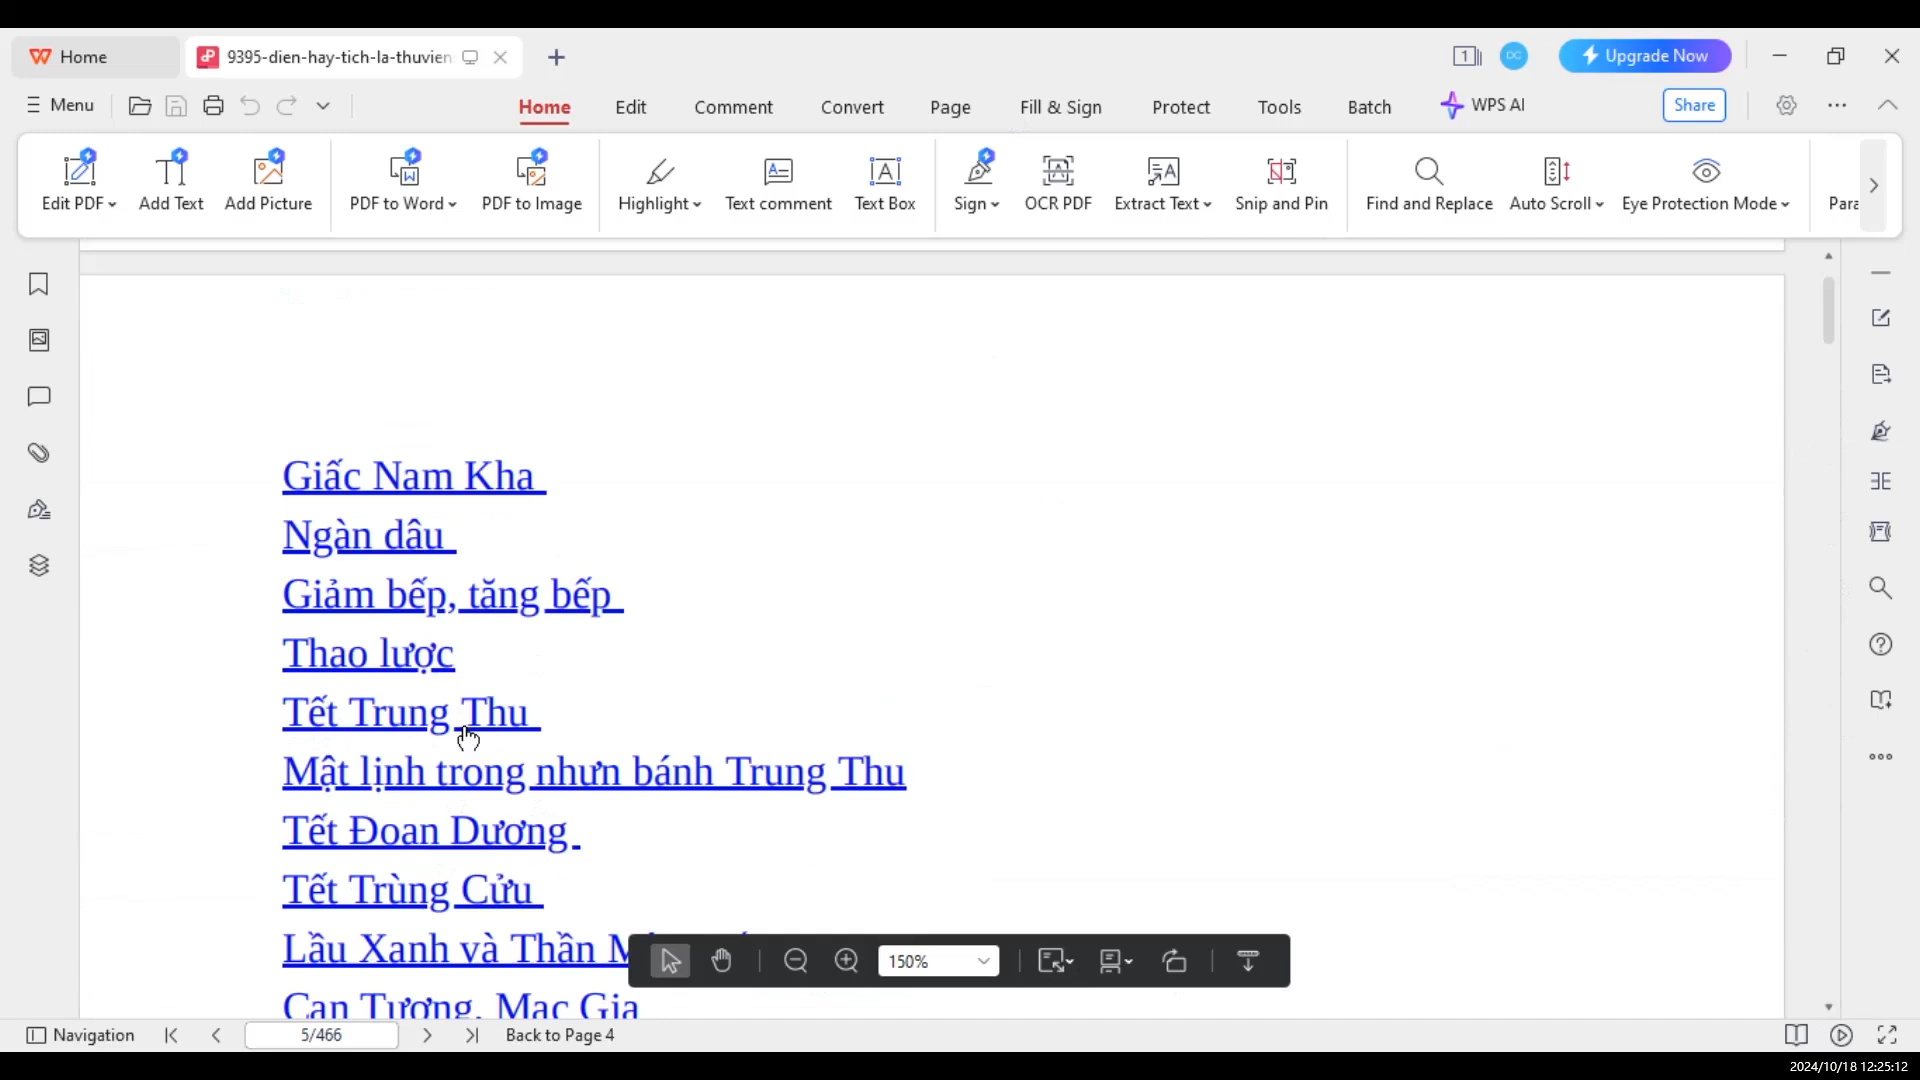 Home
9395-dien-hay-tich-la-thuvien
1
DC
Upgrade Now
Menu
Home
Edit
Comment
Convert
Page
Fill & Sign
Protect
Tools
Batch
WPS AI
Share
Edit PDF
Add Text
Add Picture
PDF to Word
PDF to Image
Highlight
Text comment
Text Box
Sign
OCR PDF
Extract Text
Snip and Pin
Find and Replace
Auto Scroll
Eye Protection Mode
Para
Giấc Nam Kha
Ngàn dâu
Giảm bếp, tăng bếp
Thao lược
Tết Trung Thu
Mật lịnh trong nhưn bánh Trung Thu
Tết Đoan Dương
Tết Trùng Cửu
Lầu Xanh và Thần
150%
Navigation
5/466
Back to Page 4
2024/10/18 12:25:12